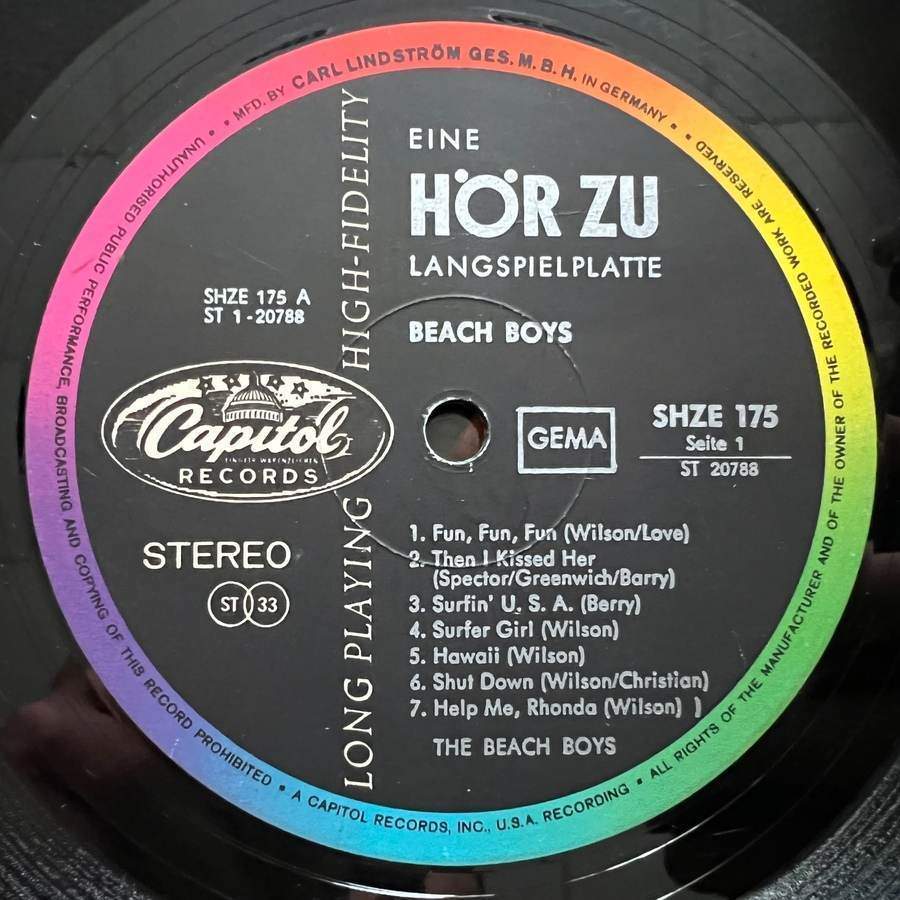 UNAUTHORISED PUBLIC PERFORMANCE, BROADCASTING AND COPYING OF THIS RECORD PROHIBITED • A CAPITOL RECORDS, INC., U.S.A. RECORDING • ALL RIGHTS OF THE MANUFACTURER AND OF THE OWNER OF THE RECORDED WORK ARE RESERVED • • MFD. BY CARL LINDSTRÖM GES. M. B. H. IN GERMANY • •
LONG PLAYING HIGH-FIDELITY
EINE
HÖR ZU
LANGSPIELPLATTE
SHZE 175 A
ST 1-20788
BEACH BOYS
Capitol
RECORDS
GEMA
SHZE 175
Seite 1
ST 20788
STEREO
ST 33
1. Fun, Fun, Fun (Wilson/Love)
2. Then I Kissed Her
(Spector/Greenwich/Barry)
3. Surfin' U. S. A. (Berry)
4. Surfer Girl (Wilson)
5. Hawaii (Wilson)
6. Shut Down (Wilson/Christian)
7. Help Me, Rhonda (Wilson) )
THE BEACH BOYS